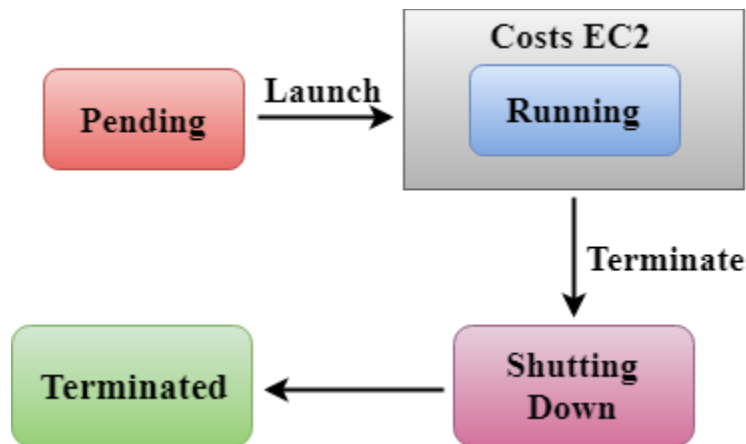 Costs EC2
Pending
Launch
Running
Terminate
Terminated
Shutting
Down